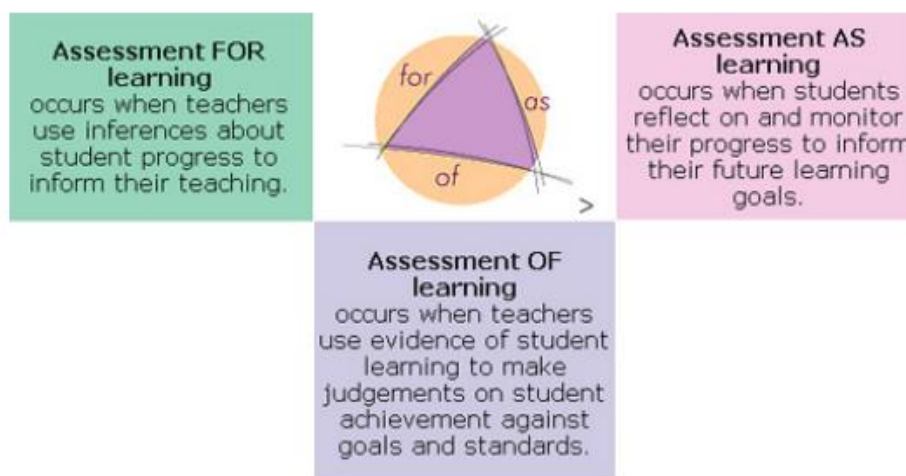 Assessment FOR
learning
occurs when teachers
use inferences about
student progress to
inform their teaching.
for
as
of
>
Assessment AS
learning
occurs when students
reflect on and monitor
their progress to inform
their future learning
goals.
Assessment OF
learning
occurs when teachers
use evidence of student
learning to make
judgements on student
achievement against
goals and standards.